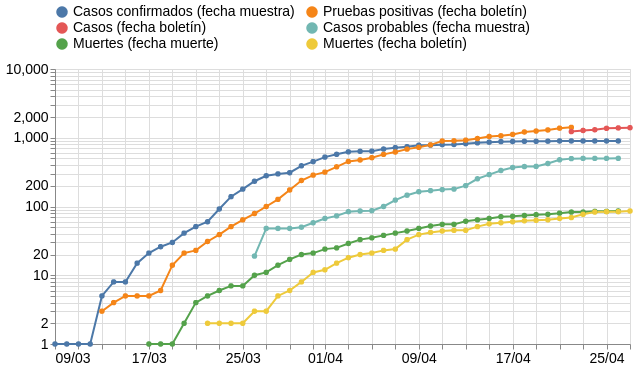 Casos confirmados (fecha muestra) Pruebas positivas (fecha boletín)
Casos (fecha boletín) Casos probables (fecha muestra)
Muertes (fecha muerte) Muertes (fecha boletín)
10,000
2,000
1,000
200
100
20
10
2
1
09/03 17/03 25/03 01/04 09/04 17/04 25/04